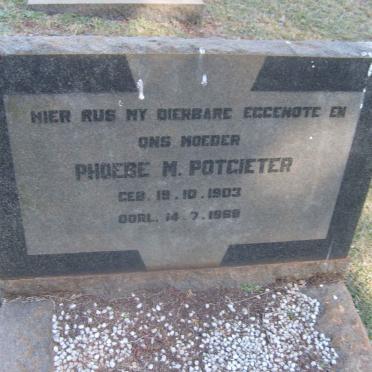 HIER RUS MY DIERBARE EGGENOTE EN
ONS MOEDER
PHOEBE M. POTGIETER
GEB. 19.10.1903
OORL. 14.7.1968